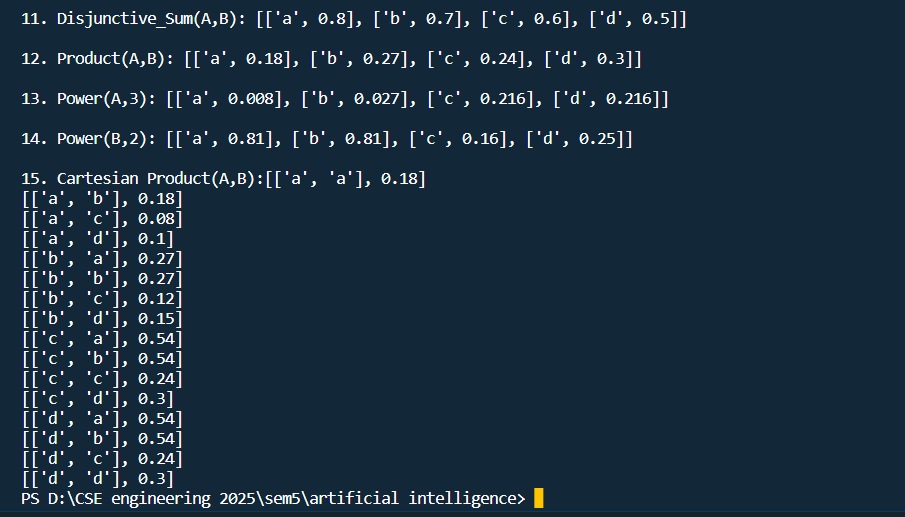 11. Disjunctive_Sum(A,B): [['a', 0.8], ['b', 0.7], ['c', 0.6], ['d', 0.5]]
12. Product(A,B): [['a', 0.18], ['b', 0.27], ['c', 0.24], ['d', 0.3]]
13. Power(A,3): [['a', 0.008], ['b', 0.027], ['c', 0.216], ['d', 0.216]]
14. Power(B,2): [['a', 0.81], ['b', 0.81], ['c', 0.16], ['d', 0.25]]
15. Cartesian Product(A,B):[['a', 'a'], 0.18]
[['a', 'b'], 0.18]
[['a', 'c'], 0.08]
[['a', 'd'], 0.1]
[['b', 'a'], 0.27]
[['b', 'b'], 0.27]
[['b', 'c'], 0.12]
[['b', 'd'], 0.15]
[['c', 'a'], 0.54]
[['c', 'b'], 0.54]
[['c', 'c'], 0.24]
[['c', 'd'], 0.3]
[['d', 'a'], 0.54]
[['d', 'b'], 0.54]
[['d', 'c'], 0.24]
[['d', 'd'], 0.3]
PS D:\CSE engineering 2025\sem5\artificial intelligence>